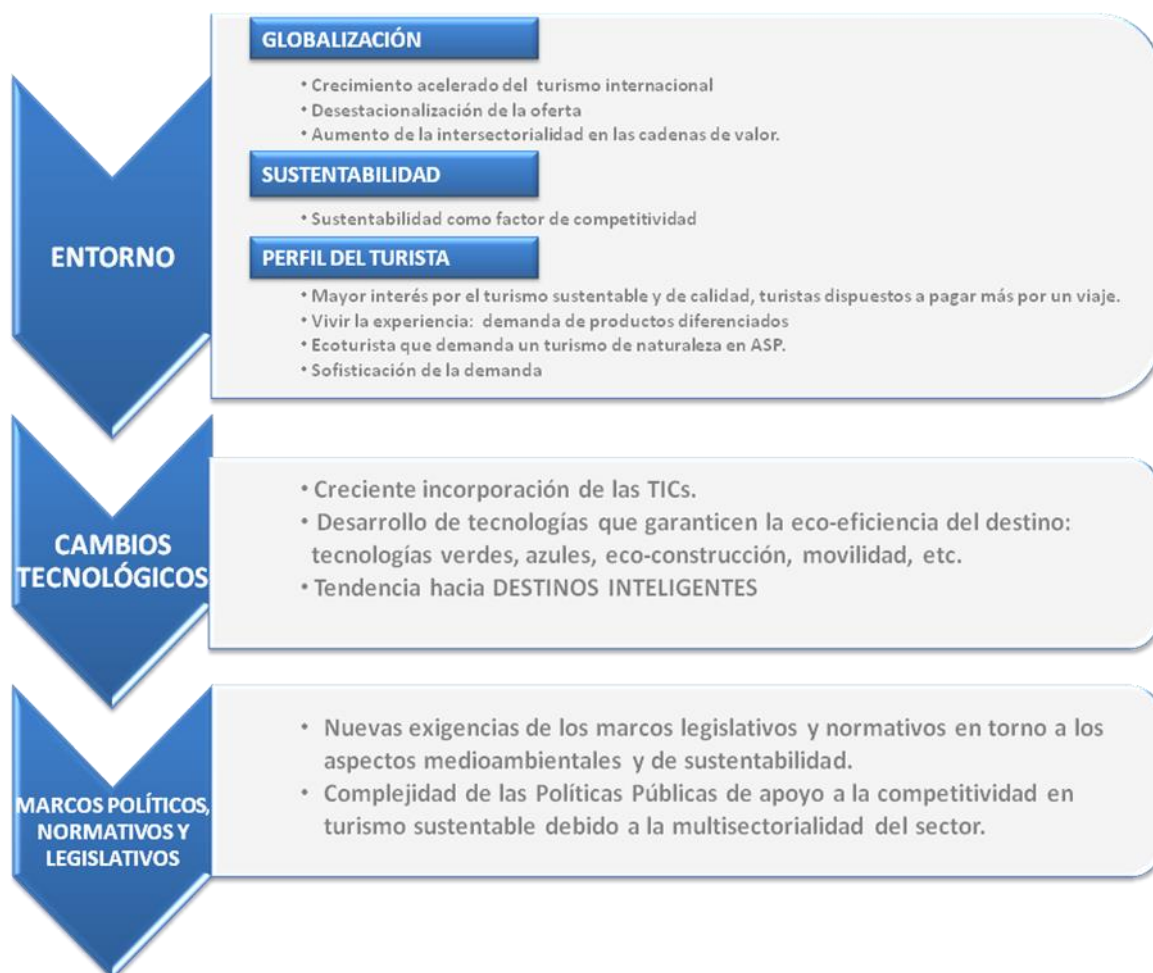 GLOBALIZACIÓN
• Crecimiento acelerado del turismo internacional
• Desestacionalización de la oferta
• Aumento de la intersectorialidad en las cadenas de valor.
SUSTENTABILIDAD
• Sustentabilidad como factor de competitividad
ENTORNO
PERFIL DEL TURISTA
• Mayor interés por el turismo sustentable y de calidad, turistas dispuestos a pagar más por un viaje.
• Vivir la experiencia: demanda de productos diferenciados
• Ecoturista que demanda un turismo de naturaleza en ASP.
• Sofisticación de la demanda
CAMBIOS
TECNOLÓGICOS
• Creciente incorporación de las TICs.
• Desarrollo de tecnologías que garanticen la eco-eficiencia del destino:
tecnologías verdes, azules, eco-construcción, movilidad, etc.
• Tendencia hacia DESTINOS INTELIGENTES
MARCOS POLÍTICOS,
NORMATIVOS Y
LEGISLATIVOS
• Nuevas exigencias de los marcos legislativos y normativos en torno a los
aspectos medioambientales y de sustentabilidad.
• Complejidad de las Políticas Públicas de apoyo a la competitividad en
turismo sustentable debido a la multisectorialidad del sector.